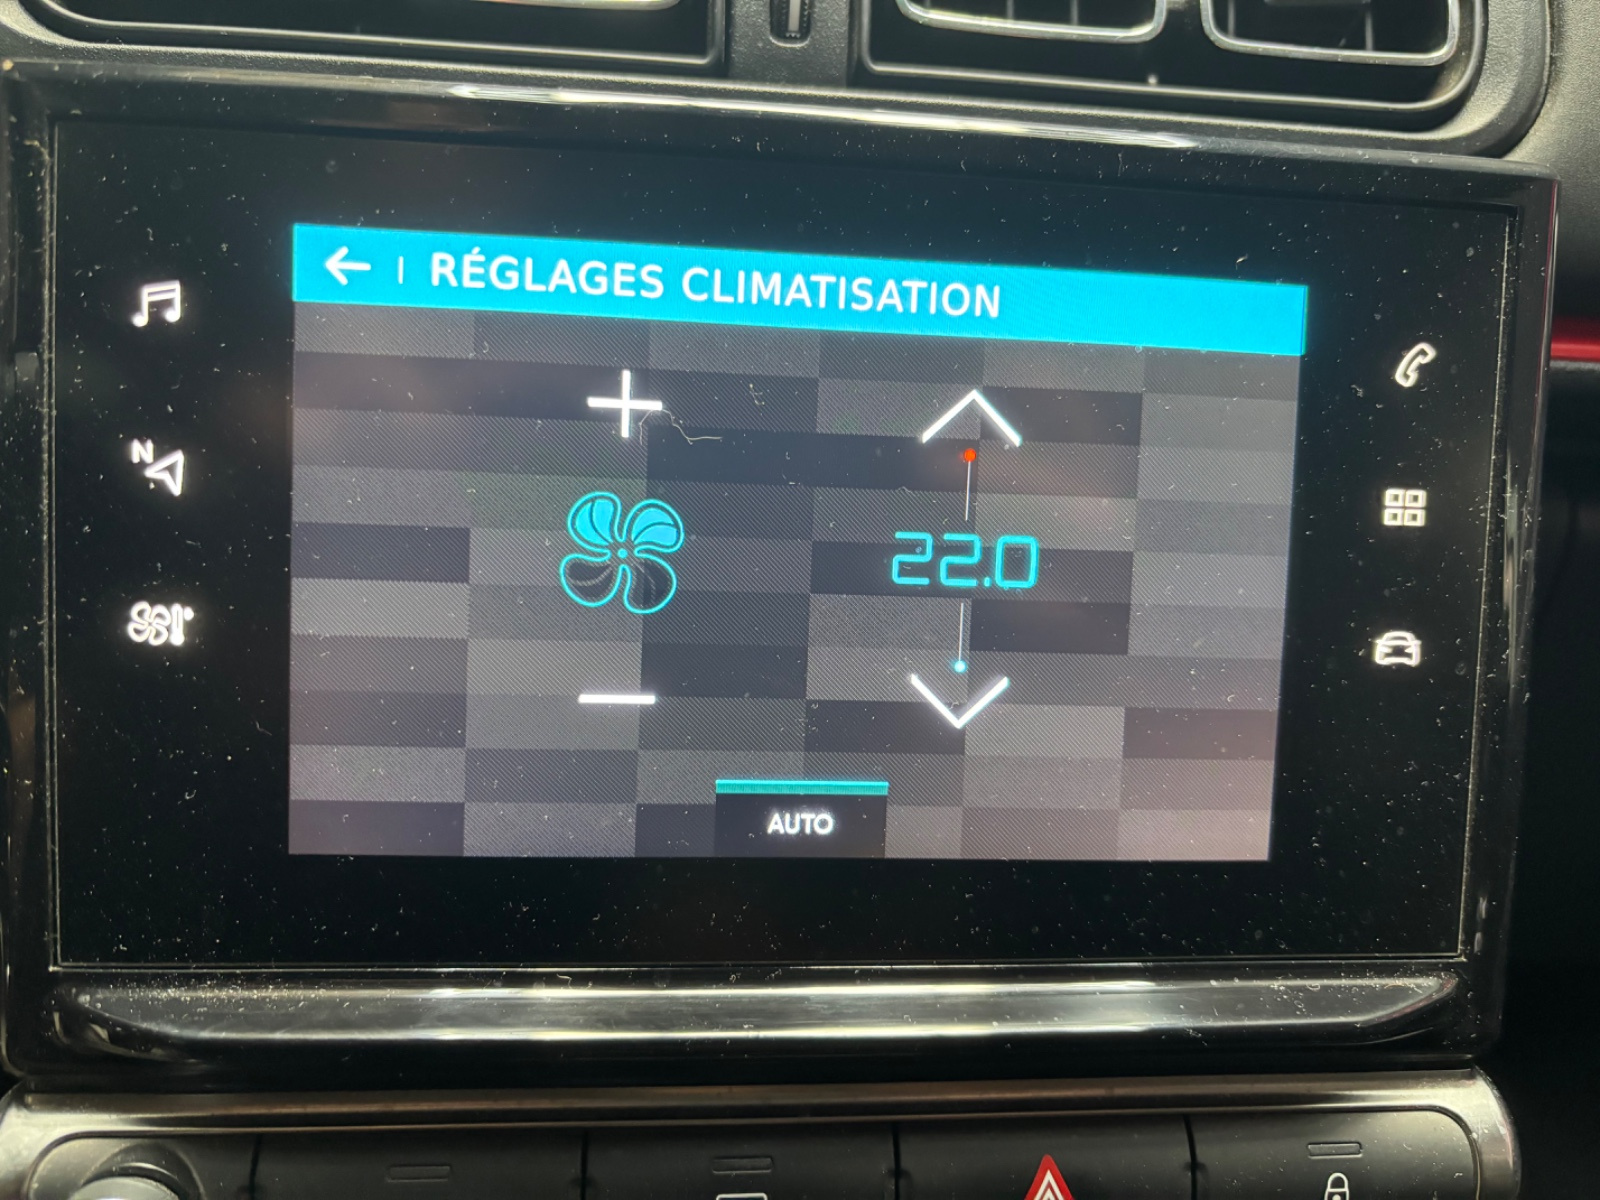 RÉGLAGES CLIMATISATION
N
22.0
AUTO